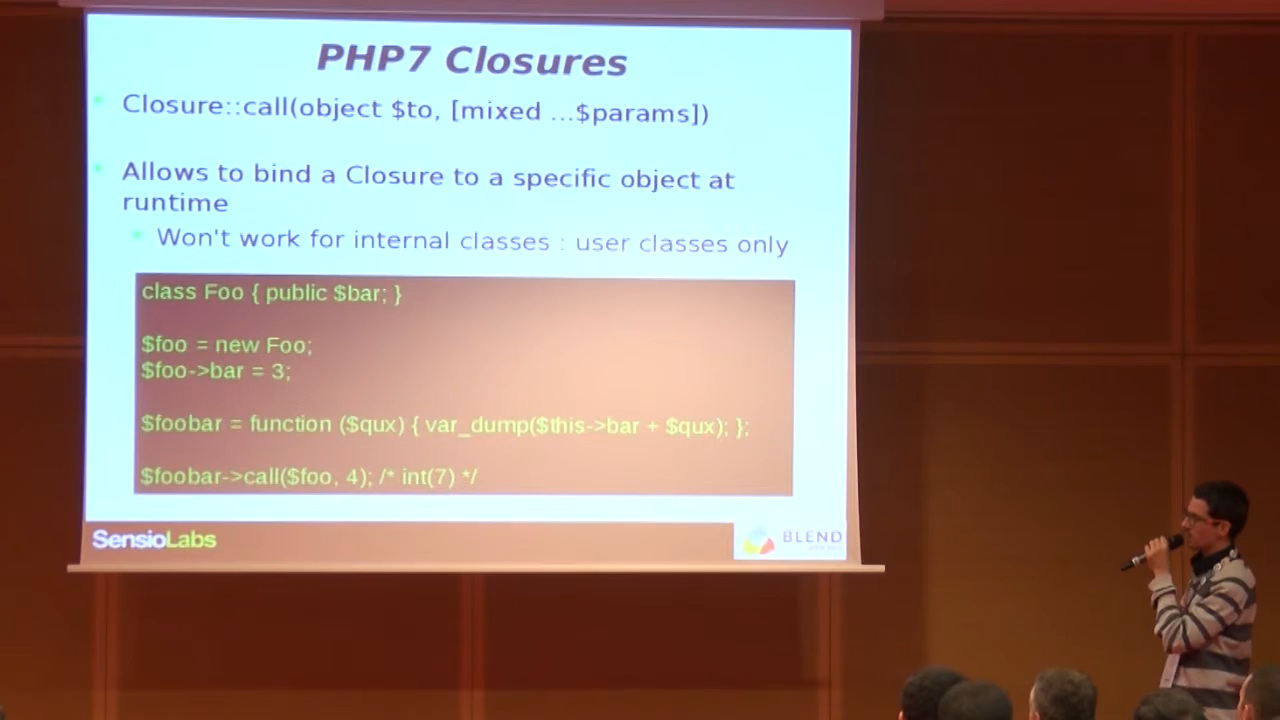 PHP7 Closures
Closure::call(object $to, [mixed ...$params])
Allows to bind a Closure to a specific object at
runtime
Won't work for internal classes : user classes only
class Foo { public $bar; }
$foo = new Foo;
$foo->bar = 3;
$foobar = function ($qux) { var_dump($this->bar + $qux); };
$foobar->call($foo, 4); /* int(7) */
SensioLabs
BLEND